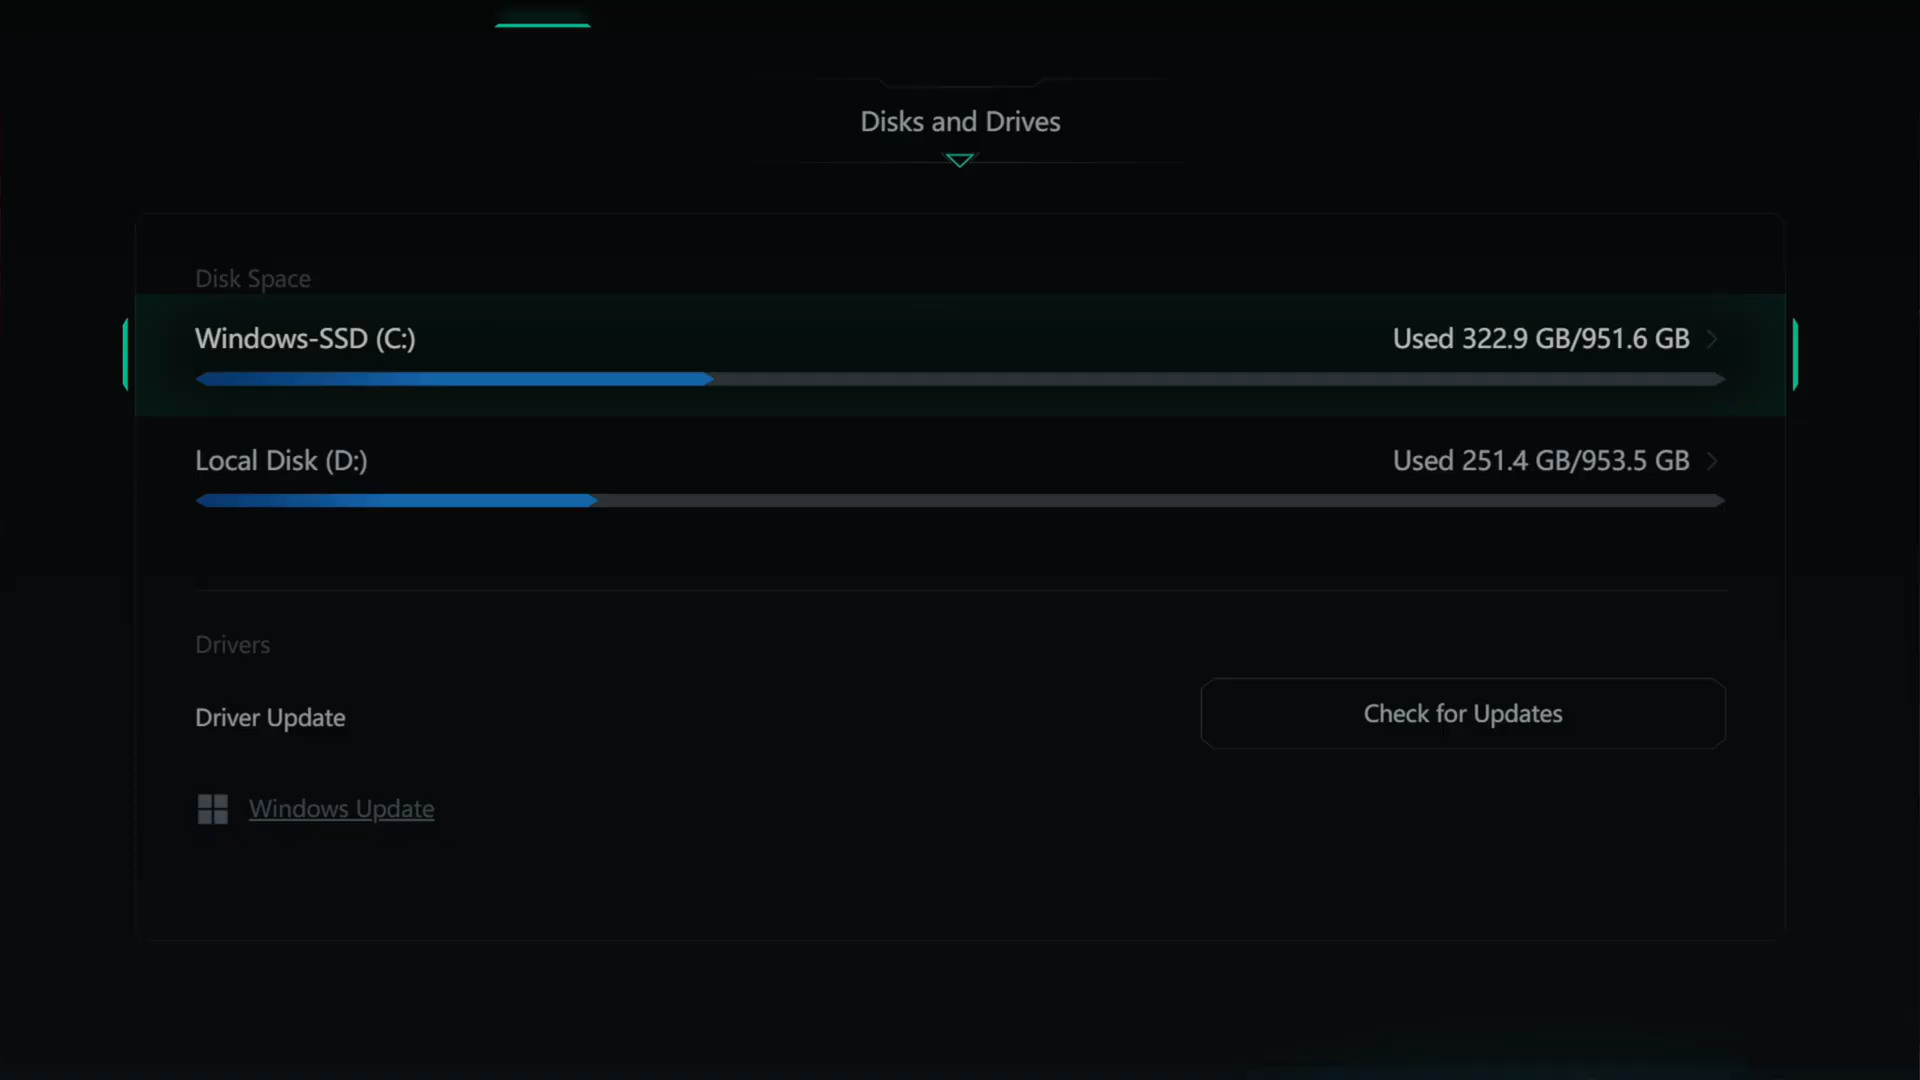 Disks and Drives
Disk Space
Windows-SSD (C:)
Used 322.9 GB/951.6 GB
Local Disk (D:)
Used 251.4 GB/953.5 GB
Drivers
Driver Update
Check for Updates
Windows Update